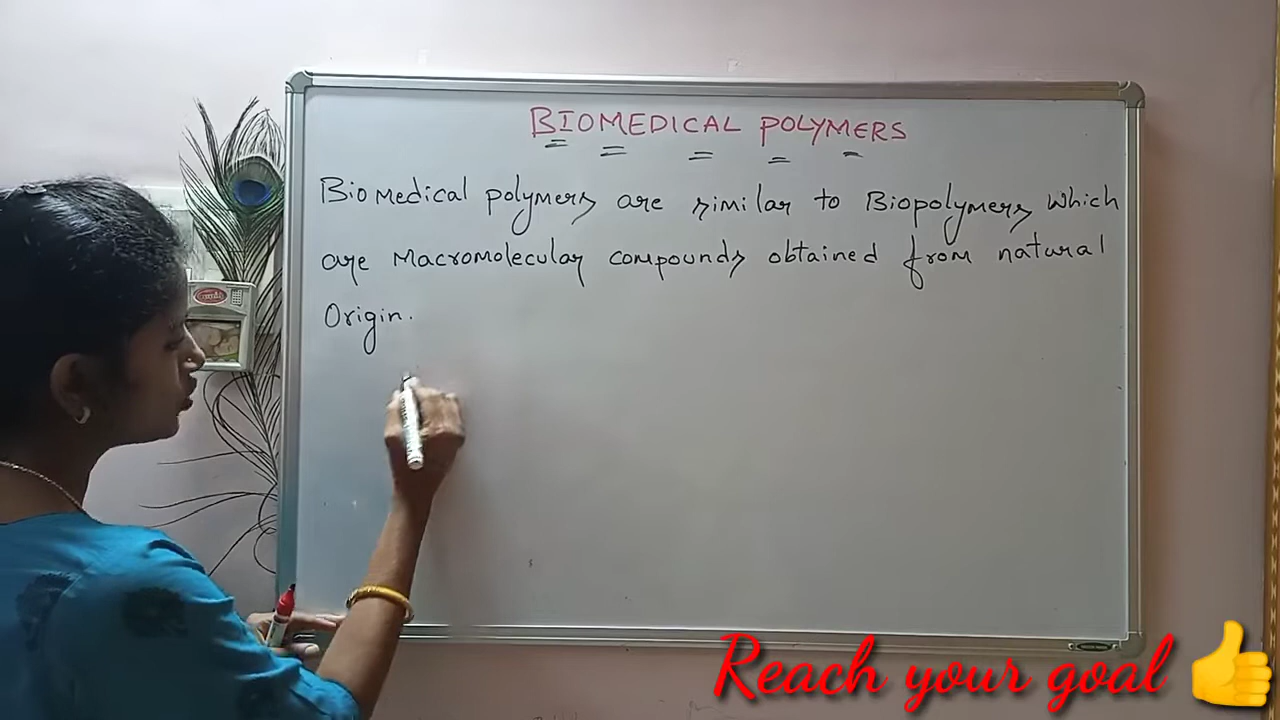 BIOMEDICAL POLYMERS
Biomedical polymers are similar to Biopolymers which
are Macromolecular compounds obtained from natural
Origin.
Reach your goal 👍